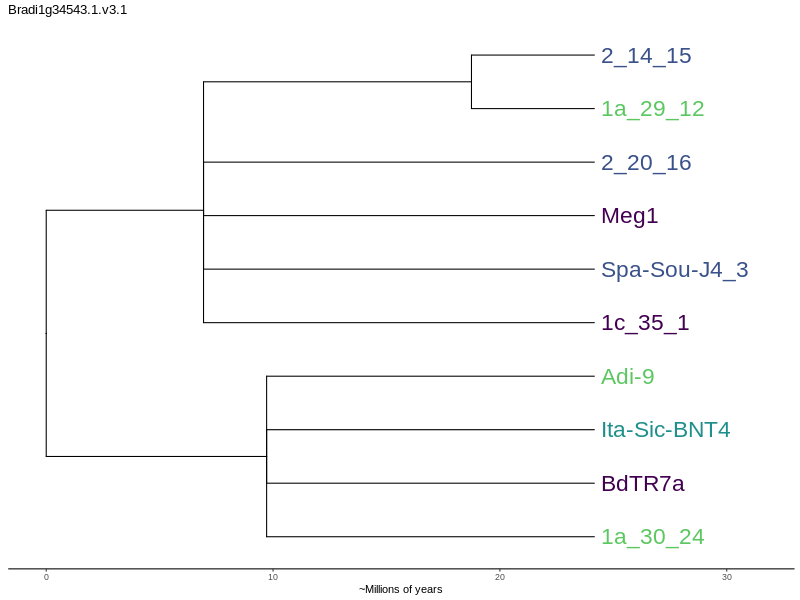 Bradi1g34543.1.v3.1
2_14_15
1a_29_12
2_20_16
Meg1
Spa-Sou-J4_3
1c_35_1
Adi-9
Ita-Sic-BNT4
BdTR7a
1a_30_24
0 10 20 30
~Millions of years